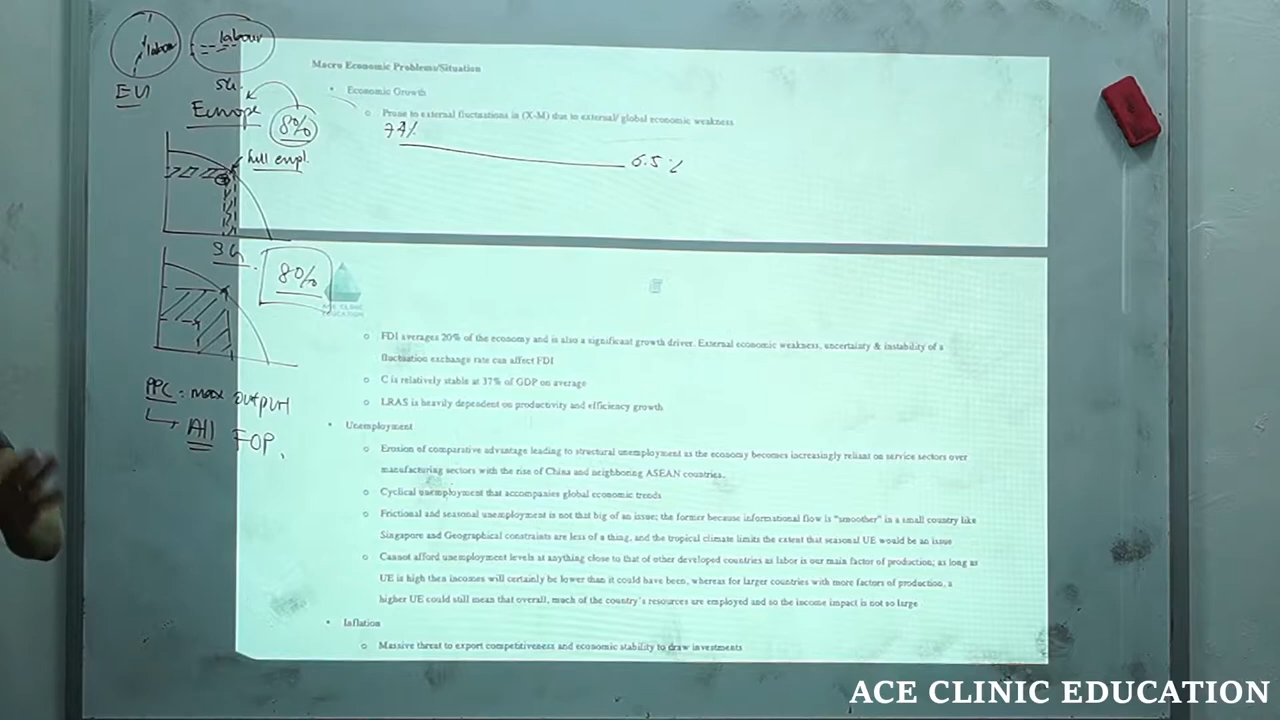 labour
labour
EU
SG.
Europe
8%
full empl.
SG.
8%
PPC : max output
All FOP.
Macro Economic Problems/Situation
• Economic Growth
o Prone to external fluctuations in (X-M) due to external/ global economic weakness
6.5 %
ACE CLINIC
EDUCATION
o FDI averages 20% of the economy and is also a significant growth driver. External economic weakness, uncertainty & instability of a
fluctuation exchange rate can affect FDI
o C is relatively stable at 37% of GDP on average
o LRAS is heavily dependent on productivity and efficiency growth
• Unemployment
o Erosion of comparative advantage leading to structural unemployment as the economy becomes increasingly reliant on service sectors over
manufacturing sectors with the rise of China and neighboring ASEAN countries.
o Cyclical unemployment that accompanies global economic trends
o Frictional and seasonal unemployment is not that big of an issue; the former because informational flow is "smoother" in a small country like
Singapore and Geographical constraints are less of a thing, and the tropical climate limits the extent that seasonal UE would be an issue
o Cannot afford unemployment levels at anything close to that of other developed countries as labor is our main factor of production; as long as
UE is high then incomes will certainly be lower than it could have been, whereas for larger countries with more factors of production, a
higher UE could still mean that overall, much of the country's resources are employed and so the income impact is not so large
• Inflation
o Massive threat to export competitiveness and economic stability to draw investments
ACE CLINIC EDUCATION